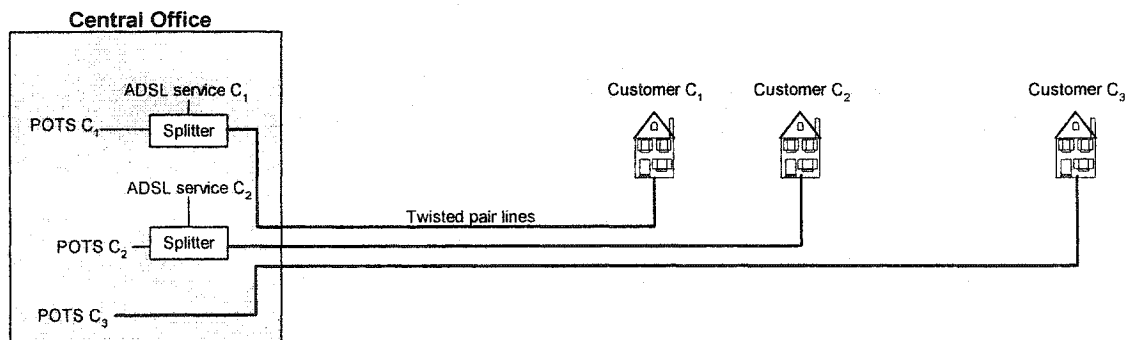 Central Office
ADSL service C1
POTS C1
Splitter
ADSL service C2
POTS C2
Splitter
POTS C3
Twisted pair lines
Customer C1
Customer C2
Customer C3